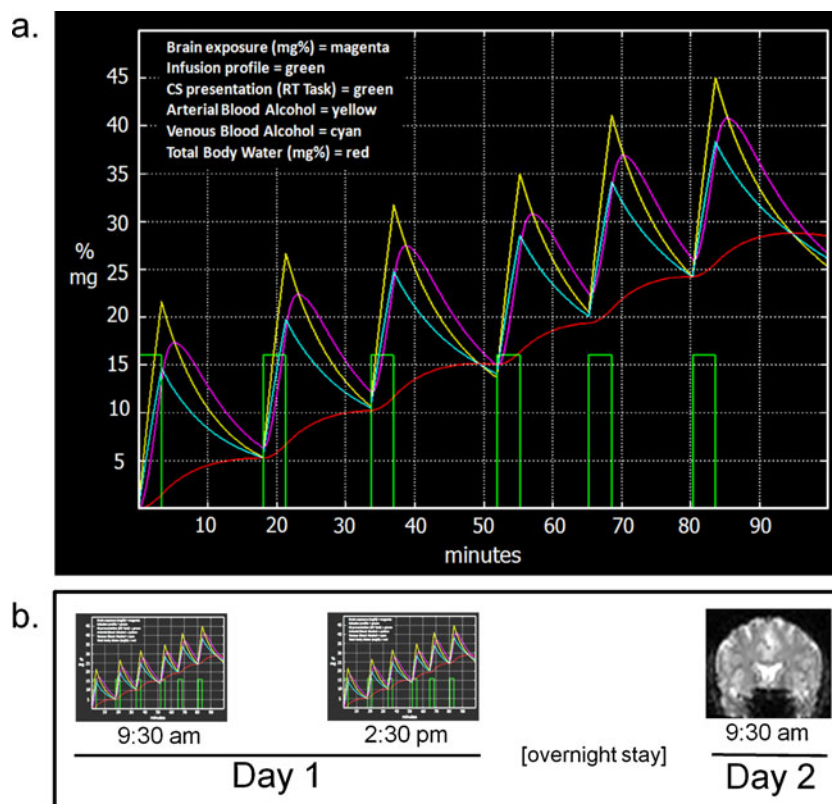 a.
Brain exposure (mg%) = magenta
Infusion profile = green
CS presentation (RT Task) = green
Arterial Blood Alcohol = yellow
Venous Blood Alcohol = cyan
Total Body Water (mg%) = red
45
40
35
30
%
mg
25
20
15
10
5
10 20 30 40 50 60 70 80 90
minutes
b.
9:30 am
2:30 pm
9:30 am
Day 1
[overnight stay]
Day 2